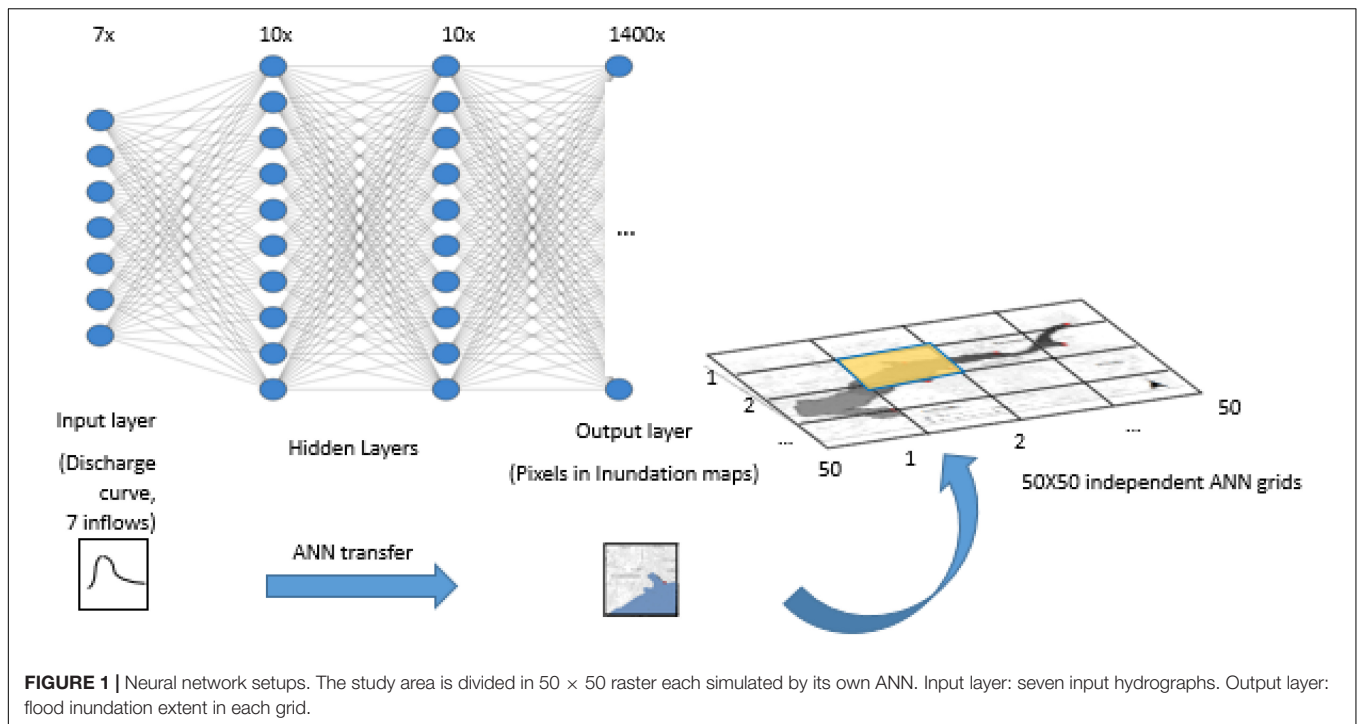 7x 10x 10x 1400x
...
Input layer
(Discharge
curve,
7 inflows)
Hidden Layers
Output layer
(Pixels in Inundation maps)
ANN transfer
1
2
...
50
1
2
...
50
50X50 independent ANN grids
FIGURE 1 | Neural network setups. The study area is divided in 50 × 50 raster each simulated by its own ANN. Input layer: seven input hydrographs. Output layer:
flood inundation extent in each grid.